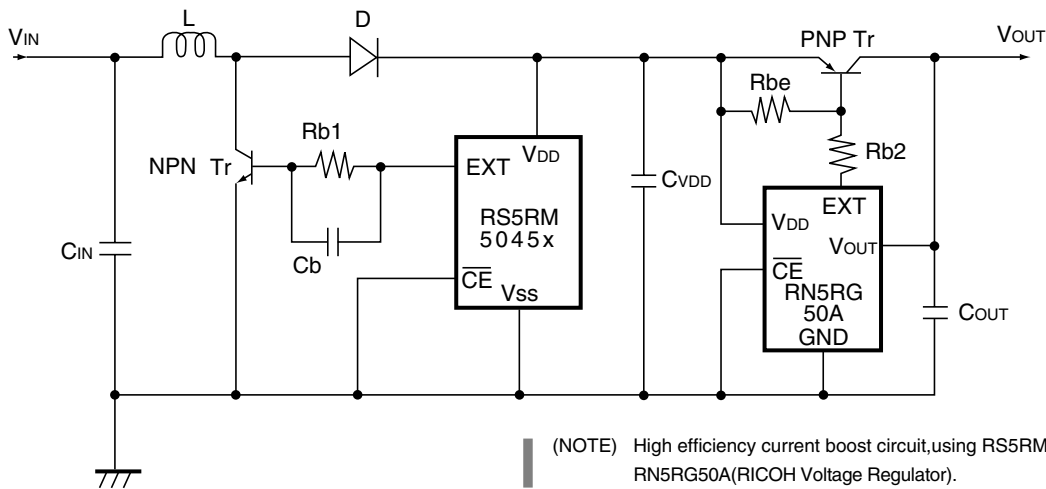 VIN
L
D
PNP Tr
VOUT
Rbe
Rb2
NPN Tr
Rb1
Cb
VDD
EXT
RS5RM
5045x
CE
VSS
CIN
CVDD
EXT
VDD
VOUT
CE
RN5RG
50A
GND
COUT
(NOTE) High efficiency current boost circuit,using RS5RM
RN5RG50A(RICOH Voltage Regulator).